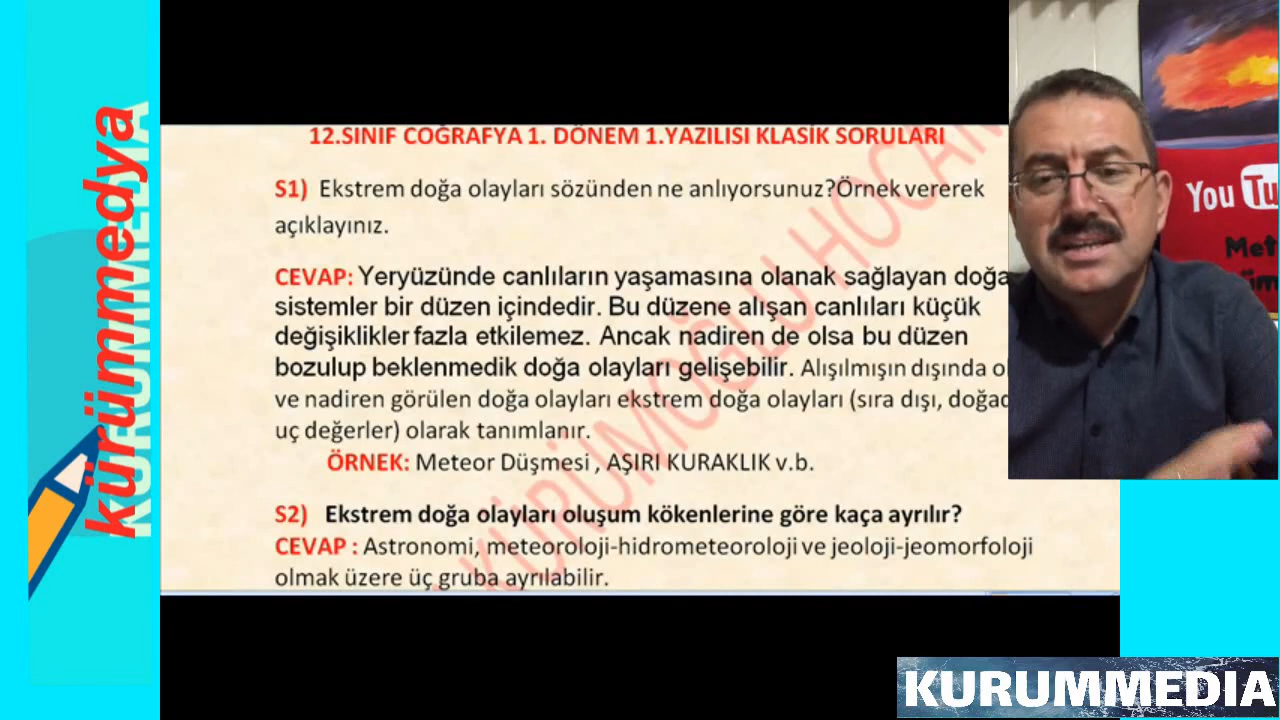 kürümmedya
KURUMMEDIA
12.SINIF COĞRAFYA 1. DÖNEM 1.YAZILISI KLASİK SORULARI
S1) Ekstrem doğa olayları sözünden ne anlıyorsunuz?Örnek vererek
açıklayınız.
CEVAP: Yeryüzünde canlıların yaşamasına olanak sağlayan doğa
sistemler bir düzen içindedir. Bu düzene alışan canlıları küçük
değişiklikler fazla etkilemez. Ancak nadiren de olsa bu düzen
bozulup beklenmedik doğa olayları gelişebilir. Alışılmışın dışında
ve nadiren görülen doğa olayları ekstrem doğa olayları (sıra dışı,
uç değerler) olarak tanımlanır.
ÖRNEK: Meteor Düşmesi , AŞIRI KURAKLIK v.b.
S2) Ekstrem doğa olayları oluşum kökenlerine göre kaça ayrılır?
CEVAP : Astronomi, meteoroloji-hidrometeoroloji ve jeoloji-jeomorfoloji
olmak üzere üç gruba ayrılabilir.
KÜRÜMOĞLU HOCAM
You Tu
Met
KURUMMEDIA